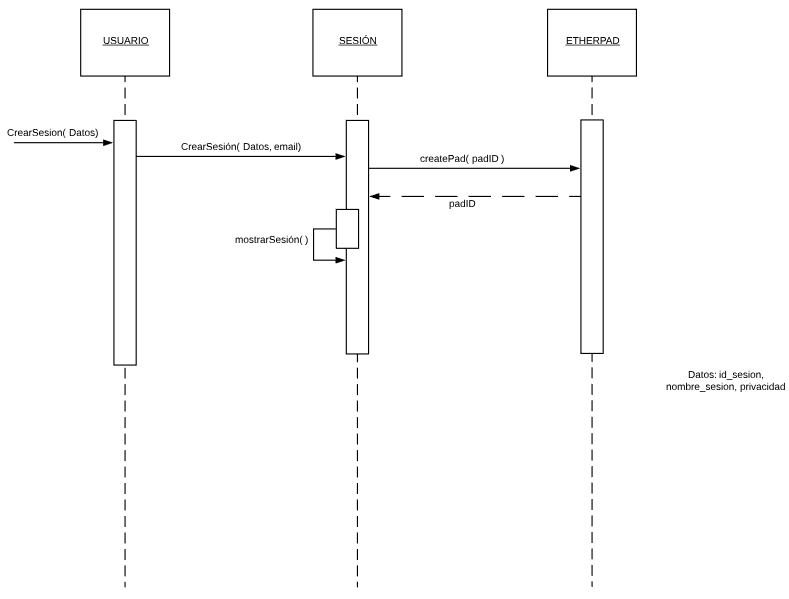 USUARIO
SESIÓN
ETHERPAD
CrearSesion( Datos)
CrearSesión( Datos, email)
createPad( padID )
padID
mostrarSesión( )
Datos: id_sesion,
nombre_sesion, privacidad